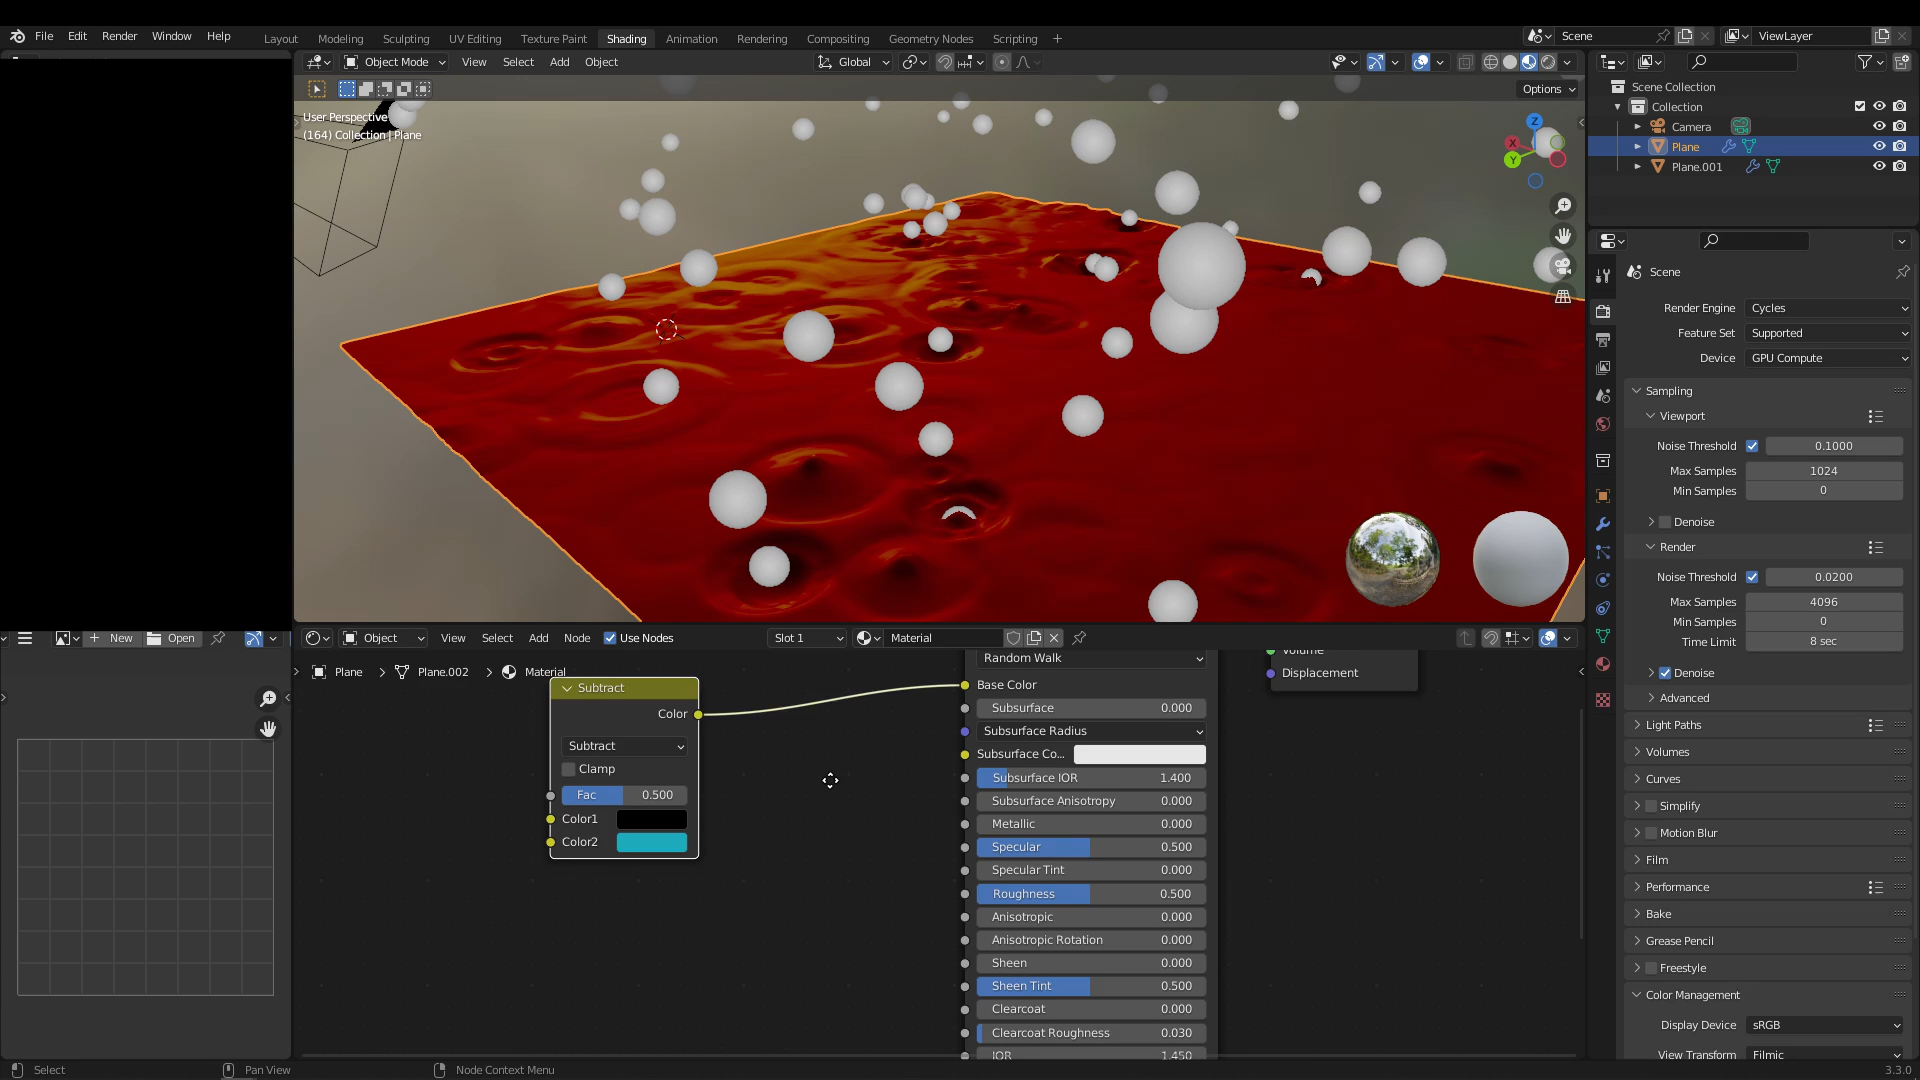 File Edit Render Window Help
Layout Modeling Sculpting UV Editing Texture Paint Shading Animation Rendering Compositing Geometry Nodes Scripting +
Scene
ViewLayer
Object Mode View Select Add Object
Global
Options
User Perspective
(164) Collection | Plane
Z
X
Y
Scene Collection
Collection
Camera
Plane
Plane.001
Scene
Render Engine Cycles
Feature Set Supported
Device GPU Compute
Sampling
Viewport
Noise Threshold 0.1000
Max Samples 1024
Min Samples 0
Denoise
Render
Noise Threshold 0.0200
Max Samples 4096
Min Samples 0
Time Limit 8 sec
Denoise
Advanced
Light Paths
Volumes
Curves
Simplify
Motion Blur
Film
Performance
Bake
Grease Pencil
Freestyle
Color Management
Display Device sRGB
View Transform Filmic
New Open
Object View Select Add Node Use Nodes Slot 1 Material
Plane > Plane.002 > Material
Subtract
Color
Subtract
Clamp
Fac 0.500
Color1
Color2
Random Walk
Base Color
Subsurface 0.000
Subsurface Radius
Subsurface Co...
Subsurface IOR 1.400
Subsurface Anisotropy 0.000
Metallic 0.000
Specular 0.500
Specular Tint 0.000
Roughness 0.500
Anisotropic 0.000
Anisotropic Rotation 0.000
Sheen 0.000
Sheen Tint 0.500
Clearcoat 0.000
Clearcoat Roughness 0.030
IOR 1.450
Volume
Displacement
Select Pan View Node Context Menu 3.3.0